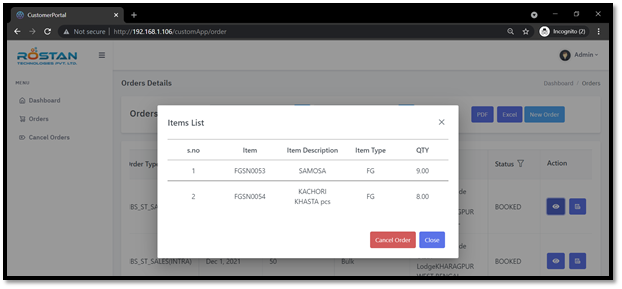 CustomerPortal
Not secure | http://192.168.1.106/customApp/order
Incognito (2)
ROSTAN
TECHNOLOGIES PVT. LTD.
Admin
MENU
Dashboard
Orders
Cancel Orders
Orders Details
Dashboard / Orders
Orders
PDF
Excel
New Order
Order Type
Status
Action
Items List
s.no Item Item Description Item Type QTY
1 FGSN0053 SAMOSA FG 9.00
2 FGSN0054 KACHORI KHASTA pcs FG 8.00
Cancel Order
Close
BOOKED
BS_ST_SALES(INTRA) Dec 1, 2021 50 Bulk
LodgeKHARAGPUR
BOOKED